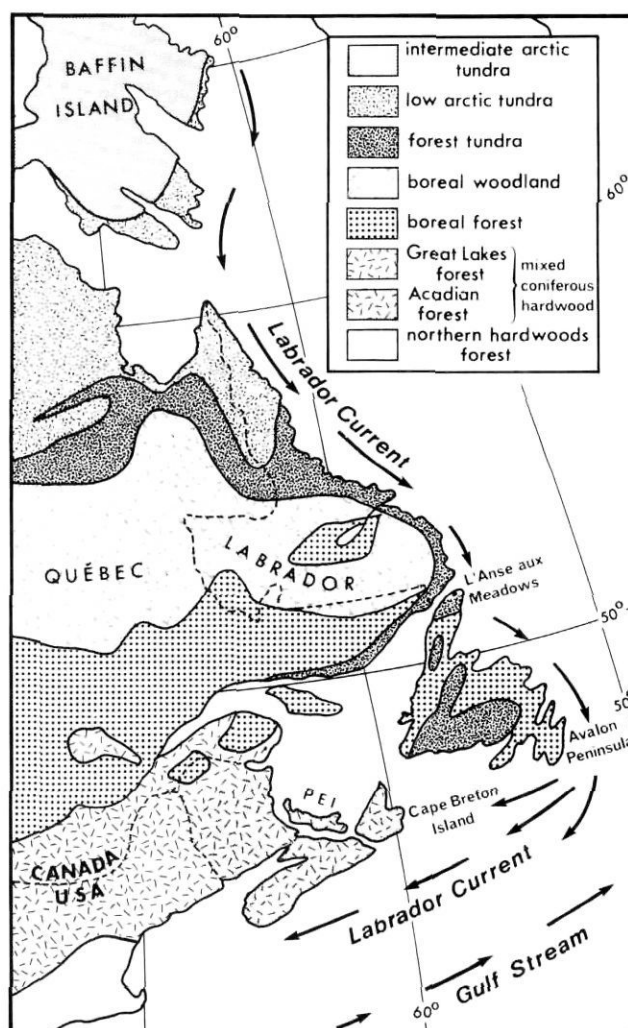 60°
BAFFIN
ISLAND
intermediate arctic
tundra
low arctic tundra
forest tundra
boreal woodland
boreal forest
Great Lakes
forest
Acadian
forest
mixed
coniferous
hardwood
northern hardwoods
forest
60°
Labrador Current
QUÉBEC
LABRADOR
L'Anse aux
Meadows
50°
50°
Avalon
Peninsula
PEI
Cape Breton
Island
CANADA
USA
Labrador Current
Gulf Stream
60°